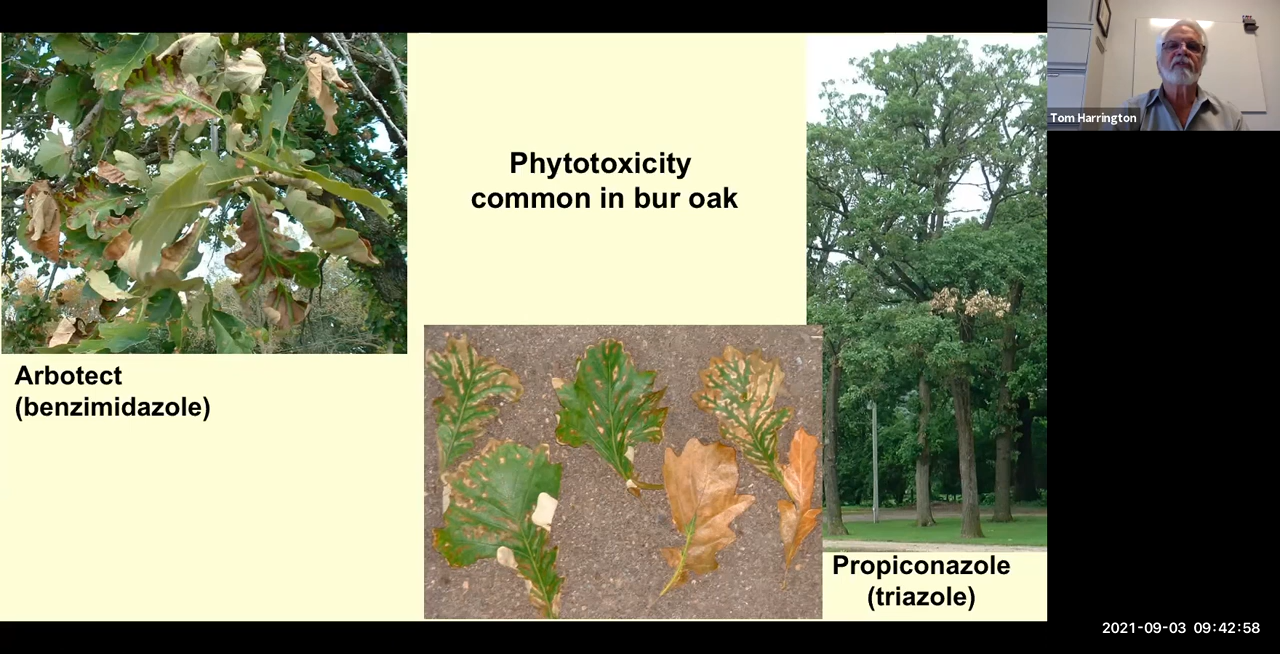 Phytotoxicity
common in bur oak
Arbotect
(benzimidazole)
Propiconazole
(triazole)
Tom Harrington
2021-09-03 09:42:58